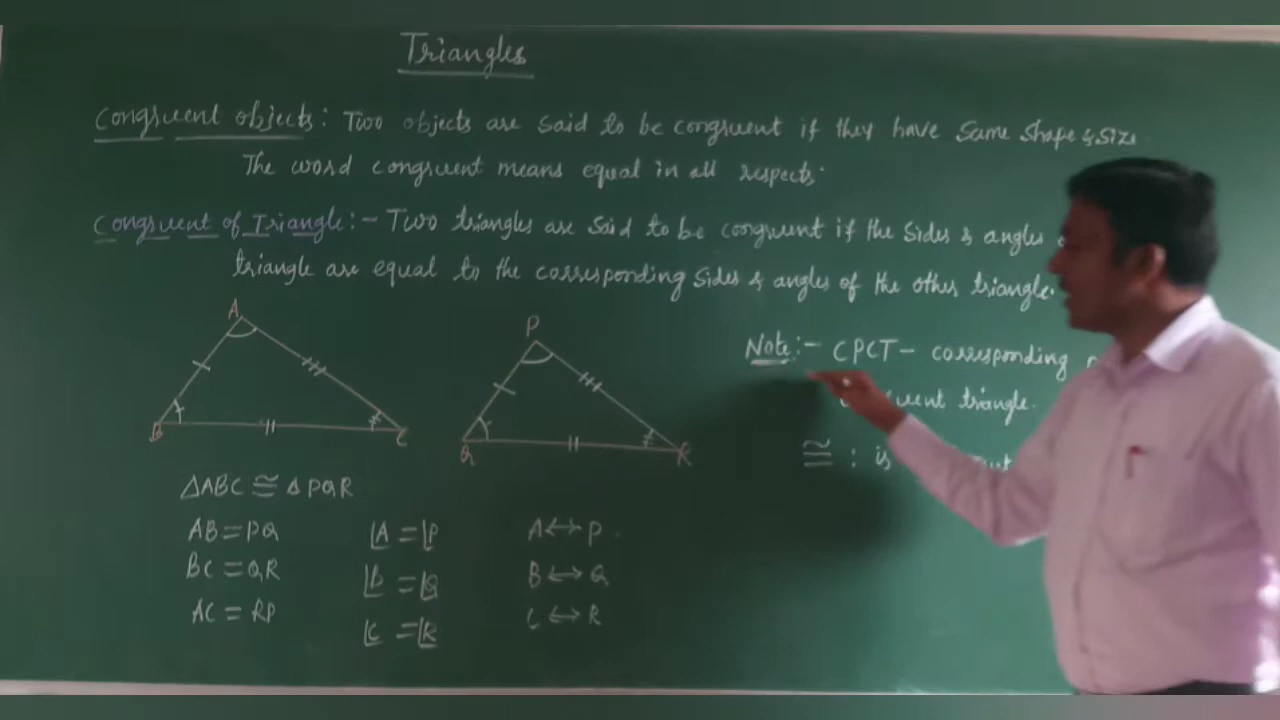 Triangles
Congruent objects: Two objects are said to be congruent if they have same shape & size.
The word congruent means equal in all respects.
Congruent of Triangle:- Two triangles are said to be congruent if the sides & angles
triangle are equal to the corresponding sides & angles of the other triangle.
A
B
C
P
Q
R
Note:- CPCT- corresponding
triangle.
≅ : is
△ABC ≅ △PQR
AB = PQ
BC = QR
AC = RP
∠A = ∠P
∠b = ∠Q
∠C = ∠R
A ↔ P
B ↔ Q
C ↔ R